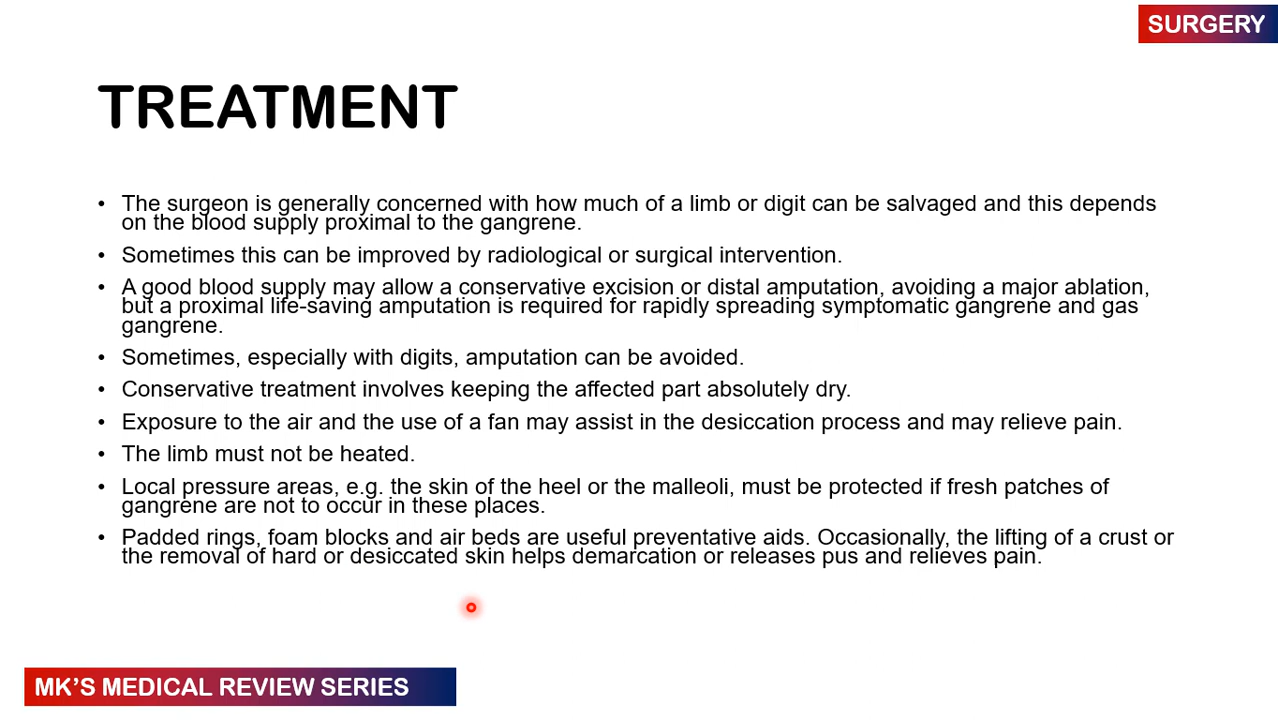 SURGERY
TREATMENT
• The surgeon is generally concerned with how much of a limb or digit can be salvaged and this depends
on the blood supply proximal to the gangrene.
• Sometimes this can be improved by radiological or surgical intervention.
• A good blood supply may allow a conservative excision or distal amputation, avoiding a major ablation,
but a proximal life-saving amputation is required for rapidly spreading symptomatic gangrene and gas
gangrene.
• Sometimes, especially with digits, amputation can be avoided.
• Conservative treatment involves keeping the affected part absolutely dry.
• Exposure to the air and the use of a fan may assist in the desiccation process and may relieve pain.
• The limb must not be heated.
• Local pressure areas, e.g. the skin of the heel or the malleoli, must be protected if fresh patches of
gangrene are not to occur in these places.
• Padded rings, foam blocks and air beds are useful preventative aids. Occasionally, the lifting of a crust or
the removal of hard or desiccated skin helps demarcation or releases pus and relieves pain.
MK’S MEDICAL REVIEW SERIES